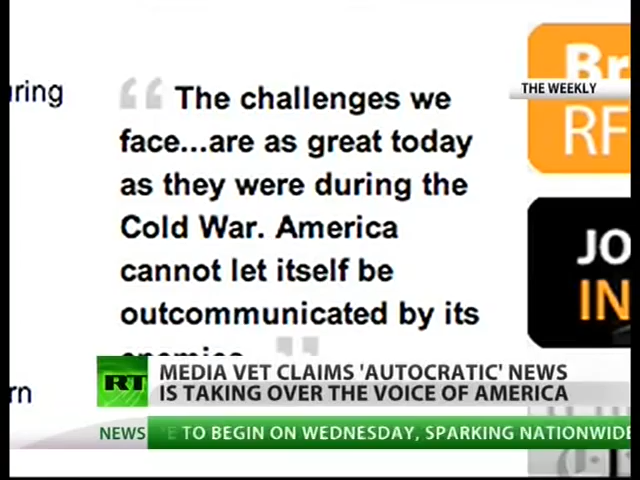 uring
“ The challenges we
face...are as great today
as they were during the
Cold War. America
cannot let itself be
outcommunicated by its
enemies.
Br
THE WEEKLY
RF
JO
IN
rn
RT
MEDIA VET CLAIMS 'AUTOCRATIC' NEWS
IS TAKING OVER THE VOICE OF AMERICA
NEWS
E TO BEGIN ON WEDNESDAY, SPARKING NATIONWIDE